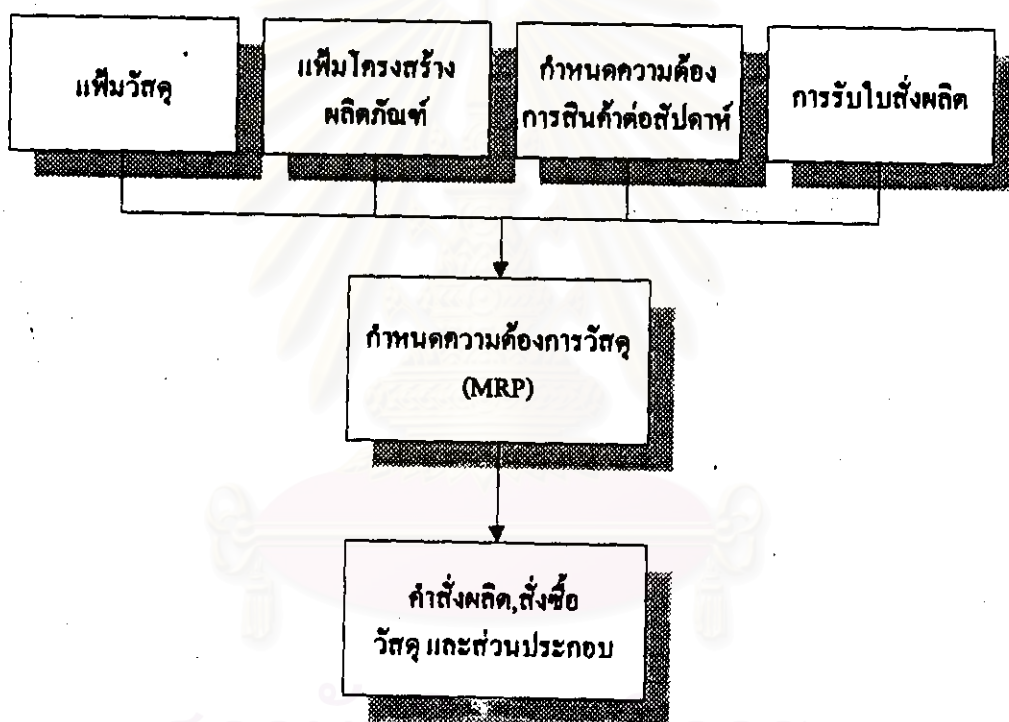 แฟ้มวัสดุ
แฟ้มโครงสร้าง
ผลิตภัณฑ์
กำหนดความต้อง
การสินค้าต่อสัปดาห์
การรับใบสั่งผลิต
กำหนดความต้องการวัสดุ
(MRP)
คำสั่งผลิต,สั่งซื้อ
วัสดุ และส่วนประกอบ